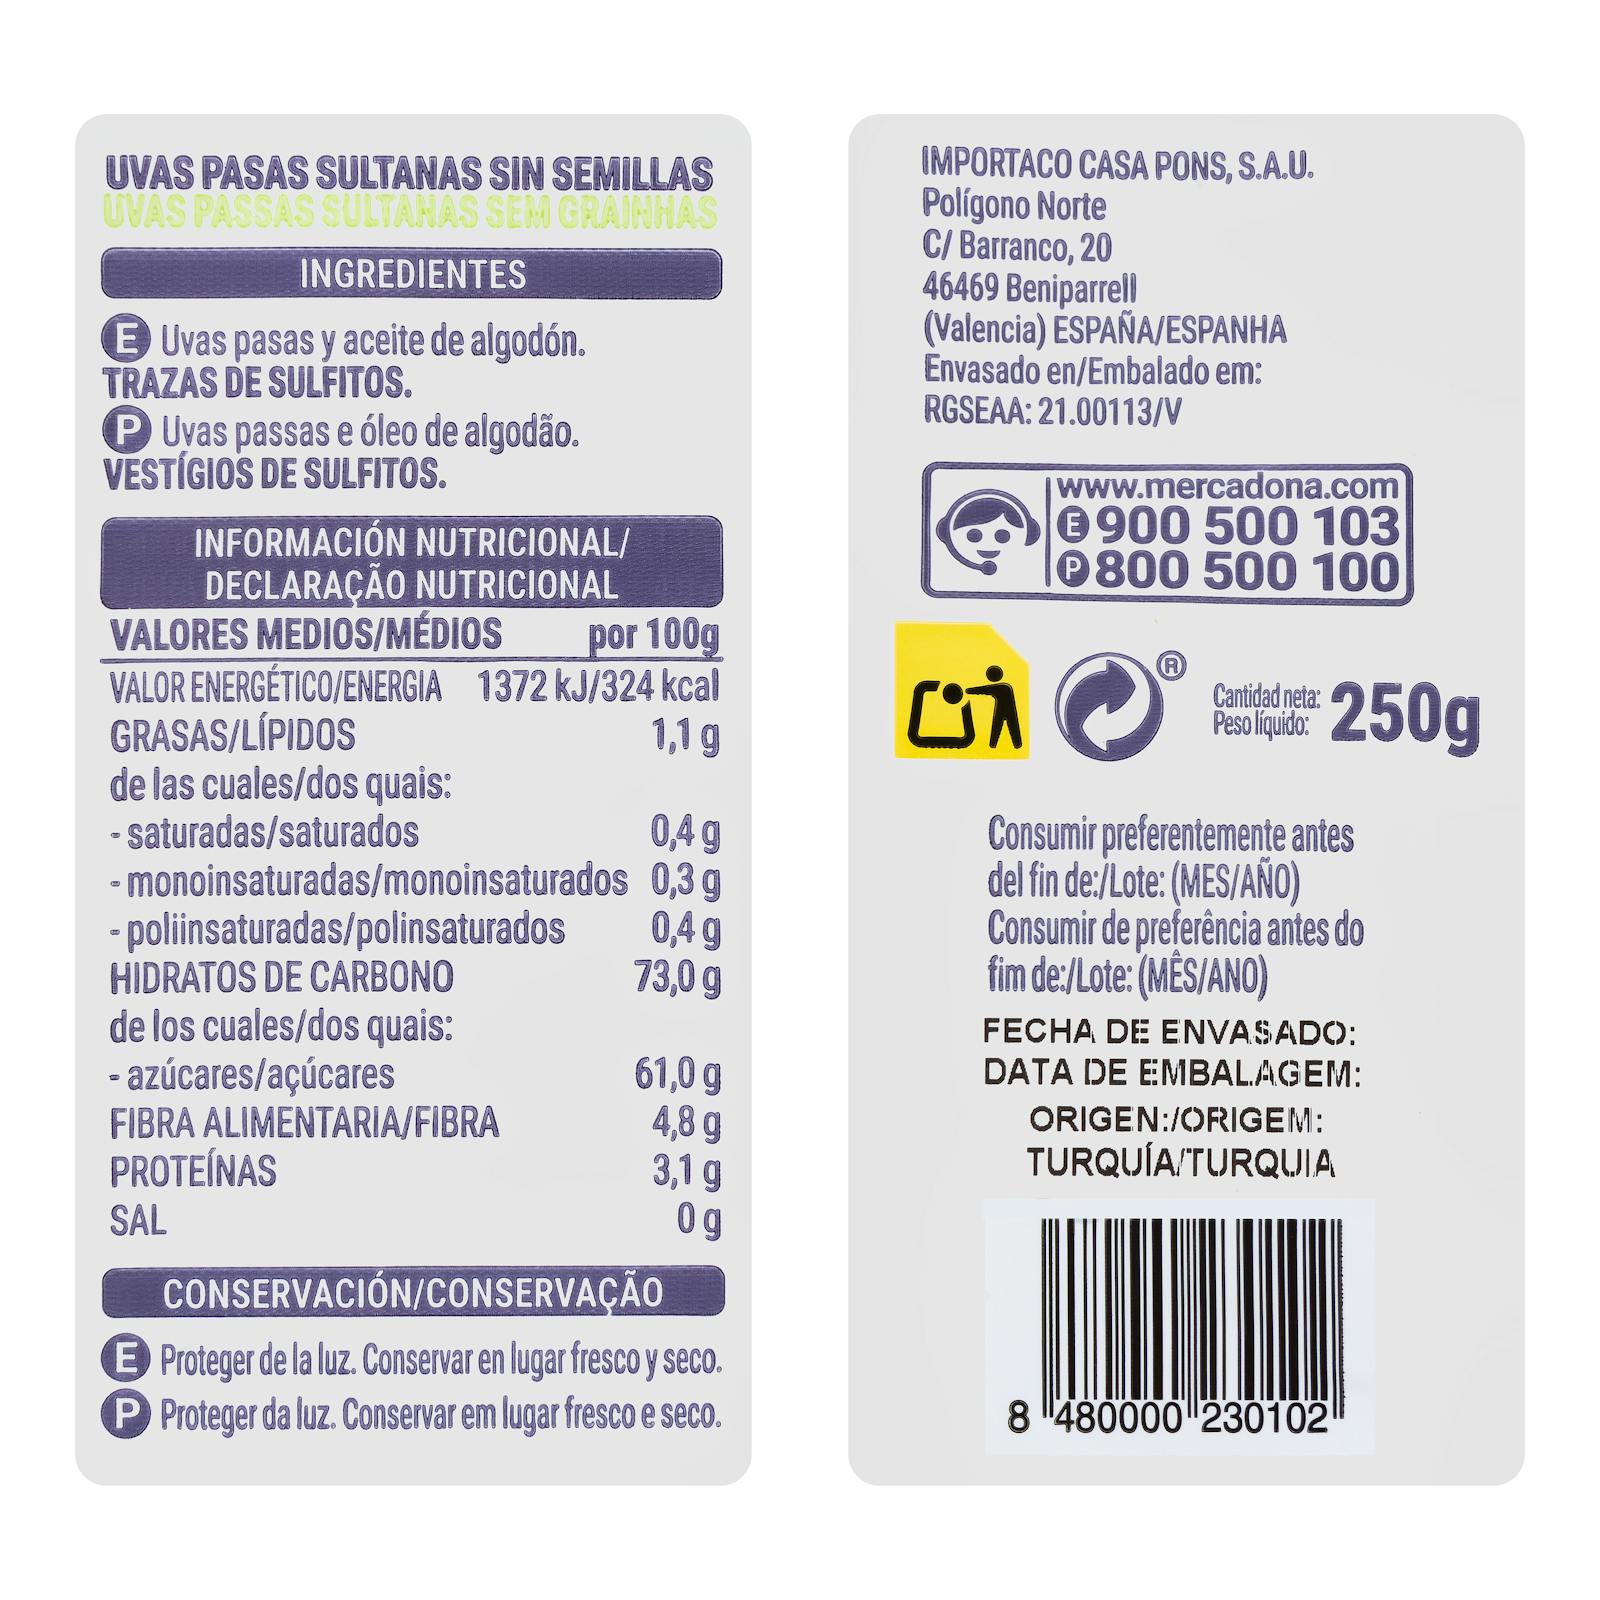 UVAS PASAS SULTANAS SIN SEMILLAS
UVAS PASSAS SULTANAS SEM GRAINHAS
INGREDIENTES
E Uvas pasas y aceite de algodón.
TRAZAS DE SULFITOS.
P Uvas passas e óleo de algodão.
VESTÍGIOS DE SULFITOS.
INFORMACIÓN NUTRICIONAL/
DECLARAÇÃO NUTRICIONAL
VALORES MEDIOS/MÉDIOS por 100g
VALOR ENERGÉTICO/ENERGIA 1372 kJ/324 kcal
GRASAS/LÍPIDOS 1,1 g
de las cuales/dos quais:
- saturadas/saturados 0,4 g
- monoinsaturadas/monoinsaturados 0,3 g
- poliinsaturadas/polinsaturados 0,4 g
HIDRATOS DE CARBONO 73,0 g
de los cuales/dos quais:
- azúcares/açúcares 61,0 g
FIBRA ALIMENTARIA/FIBRA 4,8 g
PROTEÍNAS 3,1 g
SAL 0 g
CONSERVACIÓN/CONSERVAÇÃO
E Proteger de la luz. Conservar en lugar fresco y seco.
P Proteger da luz. Conservar em lugar fresco e seco.
IMPORTACO CASA PONS, S.A.U.
Polígono Norte
C/ Barranco, 20
46469 Beniparrell
(Valencia) ESPAÑA/ESPANHA
Envasado en/Embalado em:
RGSEAA: 21.00113/V
www.mercadona.com
E 900 500 103
P 800 500 100
®
Cantidad neta: 250g
Peso líquido:
Consumir preferentemente antes
del fin de:/Lote: (MES/AÑO)
Consumir de preferência antes do
fim de:/Lote: (MÊS/ANO)
FECHA DE ENVASADO:
DATA DE EMBALAGEM:
ORIGEN:/ORIGEM:
TURQUÍA/TURQUIA
8 480000 230102